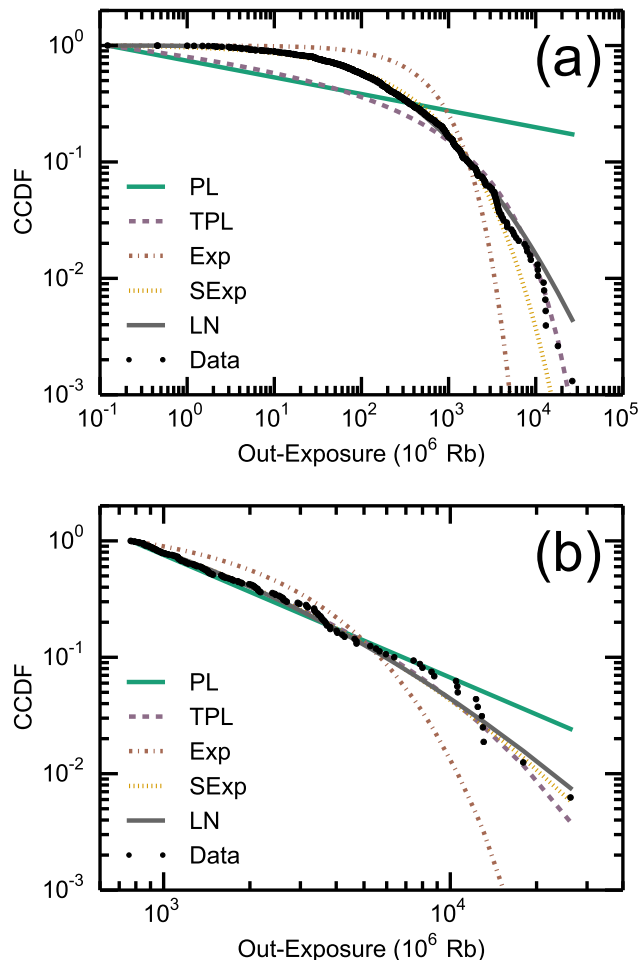 (a)
10^0
10^-1
10^-2
10^-3
CCDF
PL
TPL
Exp
SExp
LN
Data
10^-1 10^0 10^1 10^2 10^3 10^4 10^5
Out-Exposure (10^6 Rb)
(b)
10^0
10^-1
10^-2
10^-3
CCDF
PL
TPL
Exp
SExp
LN
Data
10^3 10^4
Out-Exposure (10^6 Rb)